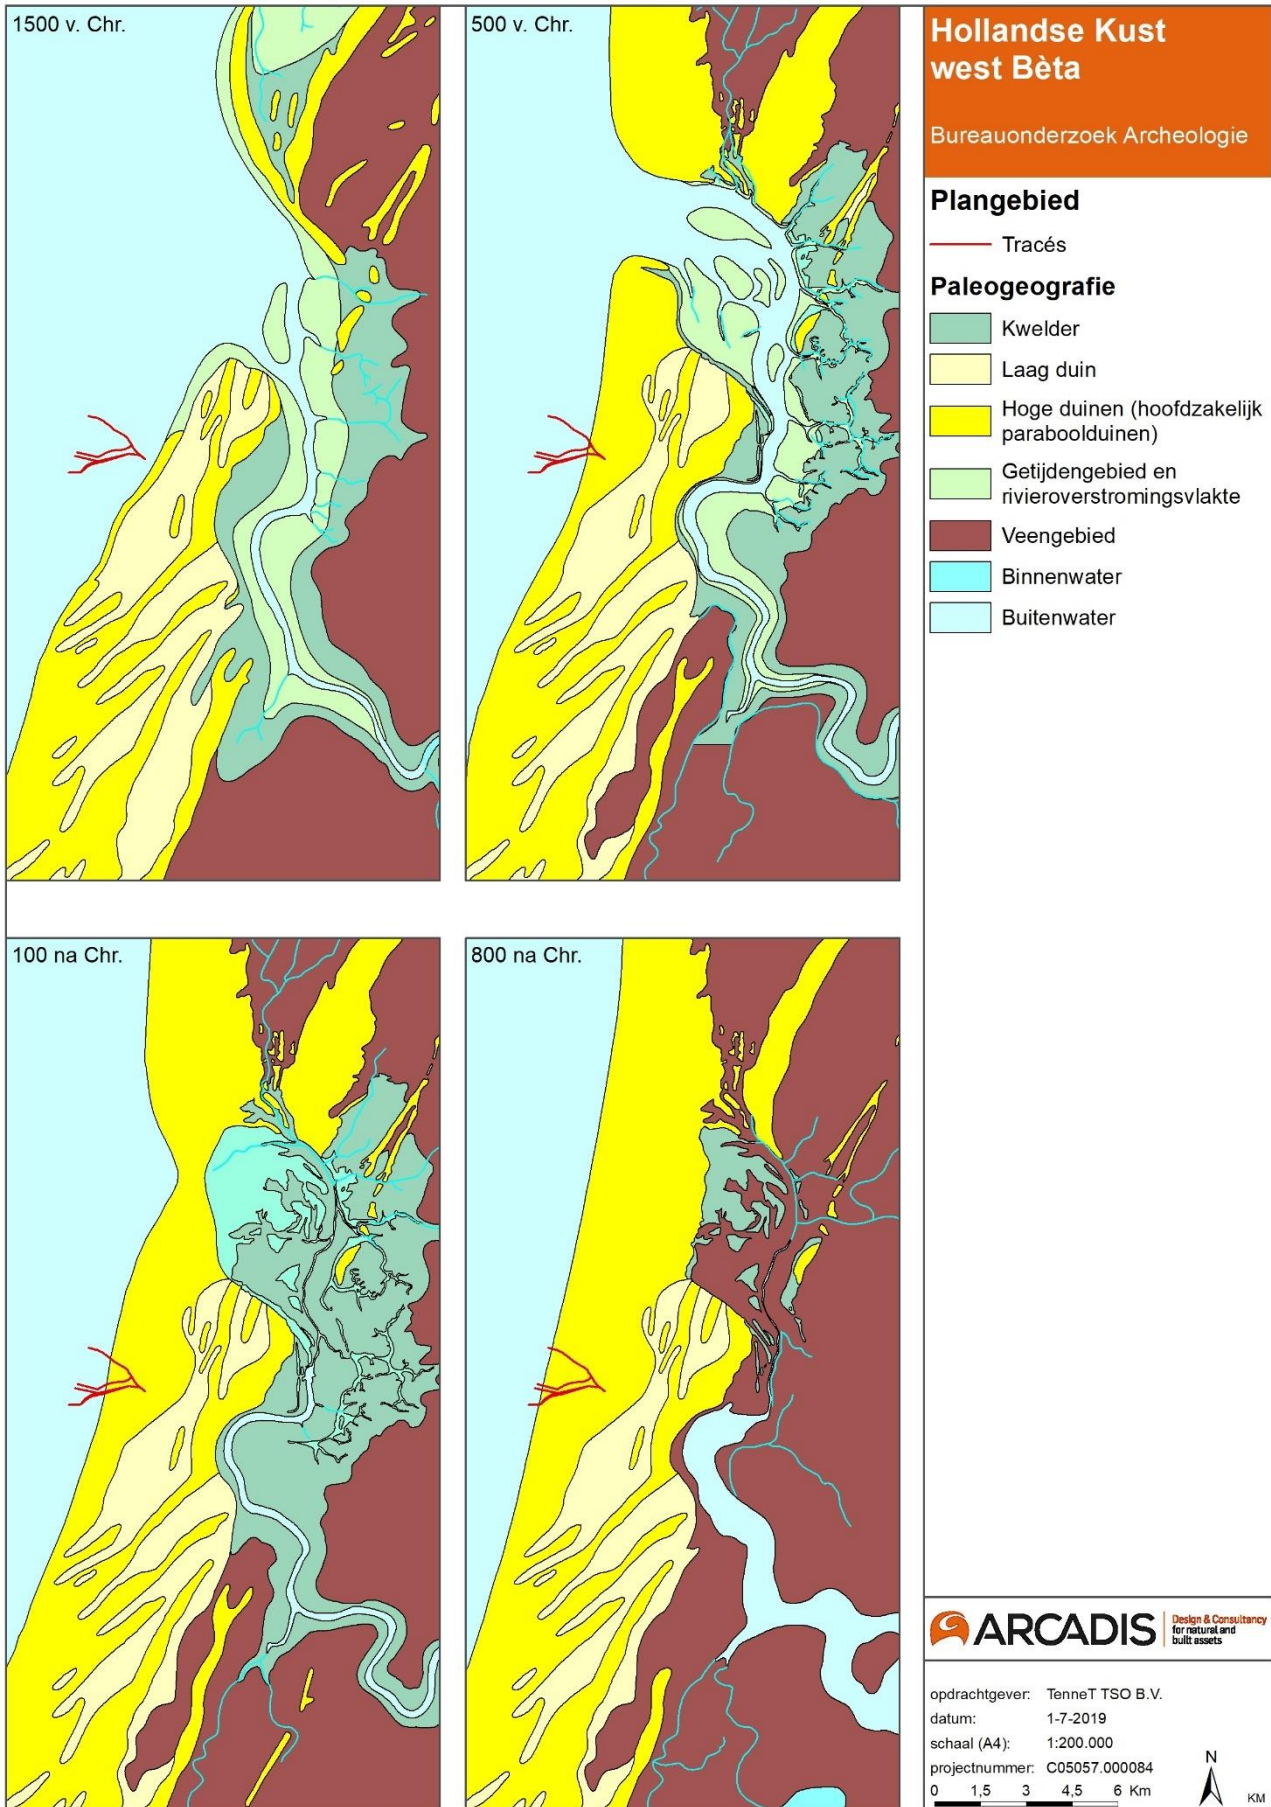 1500 v. Chr.
500 v. Chr.
100 na Chr.
800 na Chr.
Hollandse Kust
west Bèta
Bureauonderzoek Archeologie
Plangebied
Tracés
Paleogeografie
Kwelder
Laag duin
Hoge duinen (hoofdzakelijk
paraboolduinen)
Getijdengebied en
rivieroverstromingsvlakte
Veengebied
Binnenwater
Buitenwater
ARCADIS
Design & Consultancy
for natural and
built assets
opdrachtgever: TenneT TSO B.V.
datum: 1-7-2019
schaal (A4): 1:200.000
projectnummer: C05057.000084
0 1,5 3 4,5 6 Km
N
KM